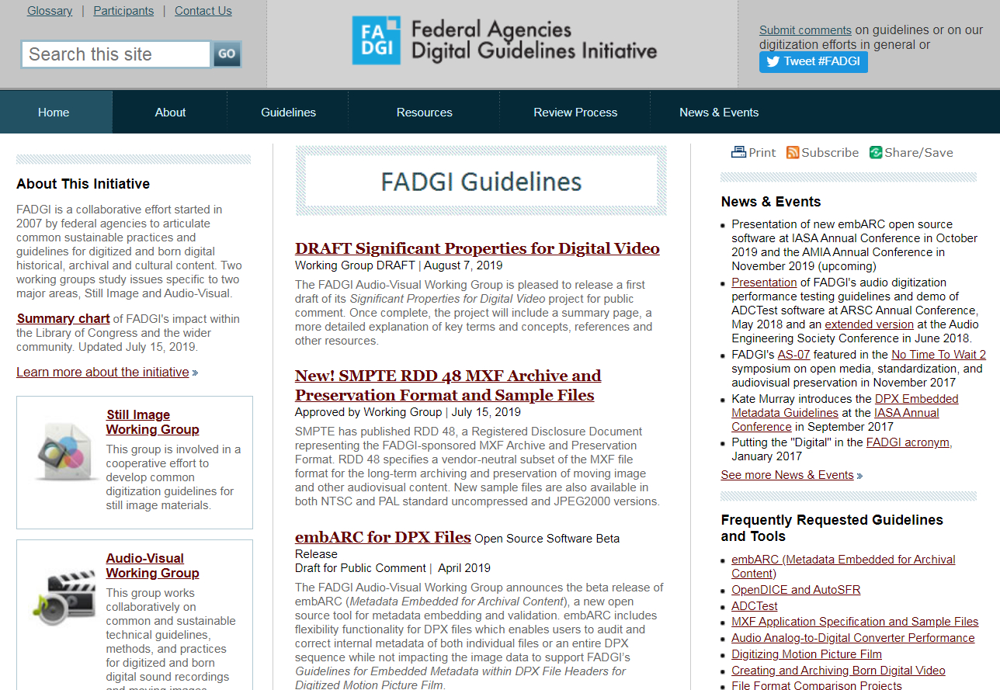 Glossary | Participants | Contact Us
Search this site GO
FA
DGI
Federal Agencies
Digital Guidelines Initiative
Submit comments on guidelines or on our
digitization efforts in general or
Tweet #FADGI
Home About Guidelines Resources Review Process News & Events
About This Initiative
FADGI is a collaborative effort started in
2007 by federal agencies to articulate
common sustainable practices and
guidelines for digitized and born digital
historical, archival and cultural content. Two
working groups study issues specific to two
major areas, Still Image and Audio-Visual.
Summary chart of FADGI's impact within
the Library of Congress and the wider
community. Updated July 15, 2019.
Learn more about the initiative »
Still Image
Working Group
This group is involved in a
cooperative effort to
develop common
digitization guidelines for
still image materials.
Audio-Visual
Working Group
This group works
collaboratively on
common and sustainable
technical guidelines,
methods, and practices
for digitized and born
digital sound recordings
and moving images
FADGI Guidelines
DRAFT Significant Properties for Digital Video
Working Group DRAFT | August 7, 2019
The FADGI Audio-Visual Working Group is pleased to release a first
draft of its Significant Properties for Digital Video project for public
comment. Once complete, the project will include a summary page, a
more detailed explanation of key terms and concepts, references and
other resources.
New! SMPTE RDD 48 MXF Archive and
Preservation Format and Sample Files
Approved by Working Group | July 15, 2019
SMPTE has published RDD 48, a Registered Disclosure Document
representing the FADGI-sponsored MXF Archive and Preservation
Format. RDD 48 specifies a vendor-neutral subset of the MXF file
format for the long-term archiving and preservation of moving image
and other audiovisual content. New sample files are also available in
both NTSC and PAL standard uncompressed and JPEG2000 versions.
embARC for DPX Files Open Source Software Beta
Release
Draft for Public Comment | April 2019
The FADGI Audio-Visual Working Group announces the beta release of
embARC (Metadata Embedded for Archival Content), a new open
source tool for metadata embedding and validation. embARC includes
flexibility functionality for DPX files which enables users to audit and
correct internal metadata of both individual files or an entire DPX
sequence while not impacting the image data to support FADGI's
Guidelines for Embedded Metadata within DPX File Headers for
Digitized Motion Picture Film.
Print Subscribe Share/Save
News & Events
Presentation of new embARC open source
software at IASA Annual Conference in October
2019 and the AMIA Annual Conference in
November 2019 (upcoming)
Presentation of FADGI's audio digitization
performance testing guidelines and demo of
ADCTest software at ARSC Annual Conference,
May 2018 and an extended version at the Audio
Engineering Society Conference in June 2018.
FADGI's AS-07 featured in the No Time To Wait 2
symposium on open media, standardization, and
audiovisual preservation in November 2017
Kate Murray introduces the DPX Embedded
Metadata Guidelines at the IASA Annual
Conference in September 2017
Putting the "Digital" in the FADGI acronym,
January 2017
See more News & Events »
Frequently Requested Guidelines
and Tools
embARC (Metadata Embedded for Archival
Content)
OpenDICE and AutoSFR
ADCTest
MXF Application Specification and Sample Files
Audio Analog-to-Digital Converter Performance
Digitizing Motion Picture Film
Creating and Archiving Born Digital Video
File Format Comparison Projects